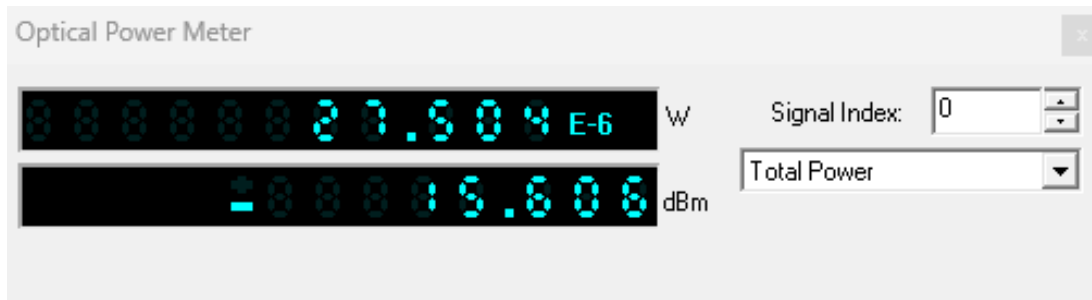 Optical Power Meter
x
27.504 E-6 W
Signal Index: 0
Total Power
-15.606 dBm